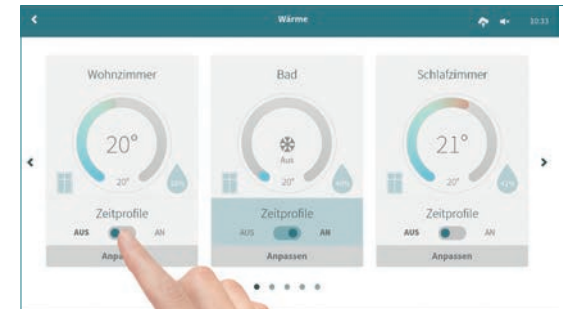 Wärme
10:33
Wohnzimmer
20°
20°
Zeitprofile
AUS AN
Bad
Aus
20°
Zeitprofile
AUS AN
Anpassen
Schlafzimmer
21°
20°
Zeitprofile
AUS AN
Anpassen